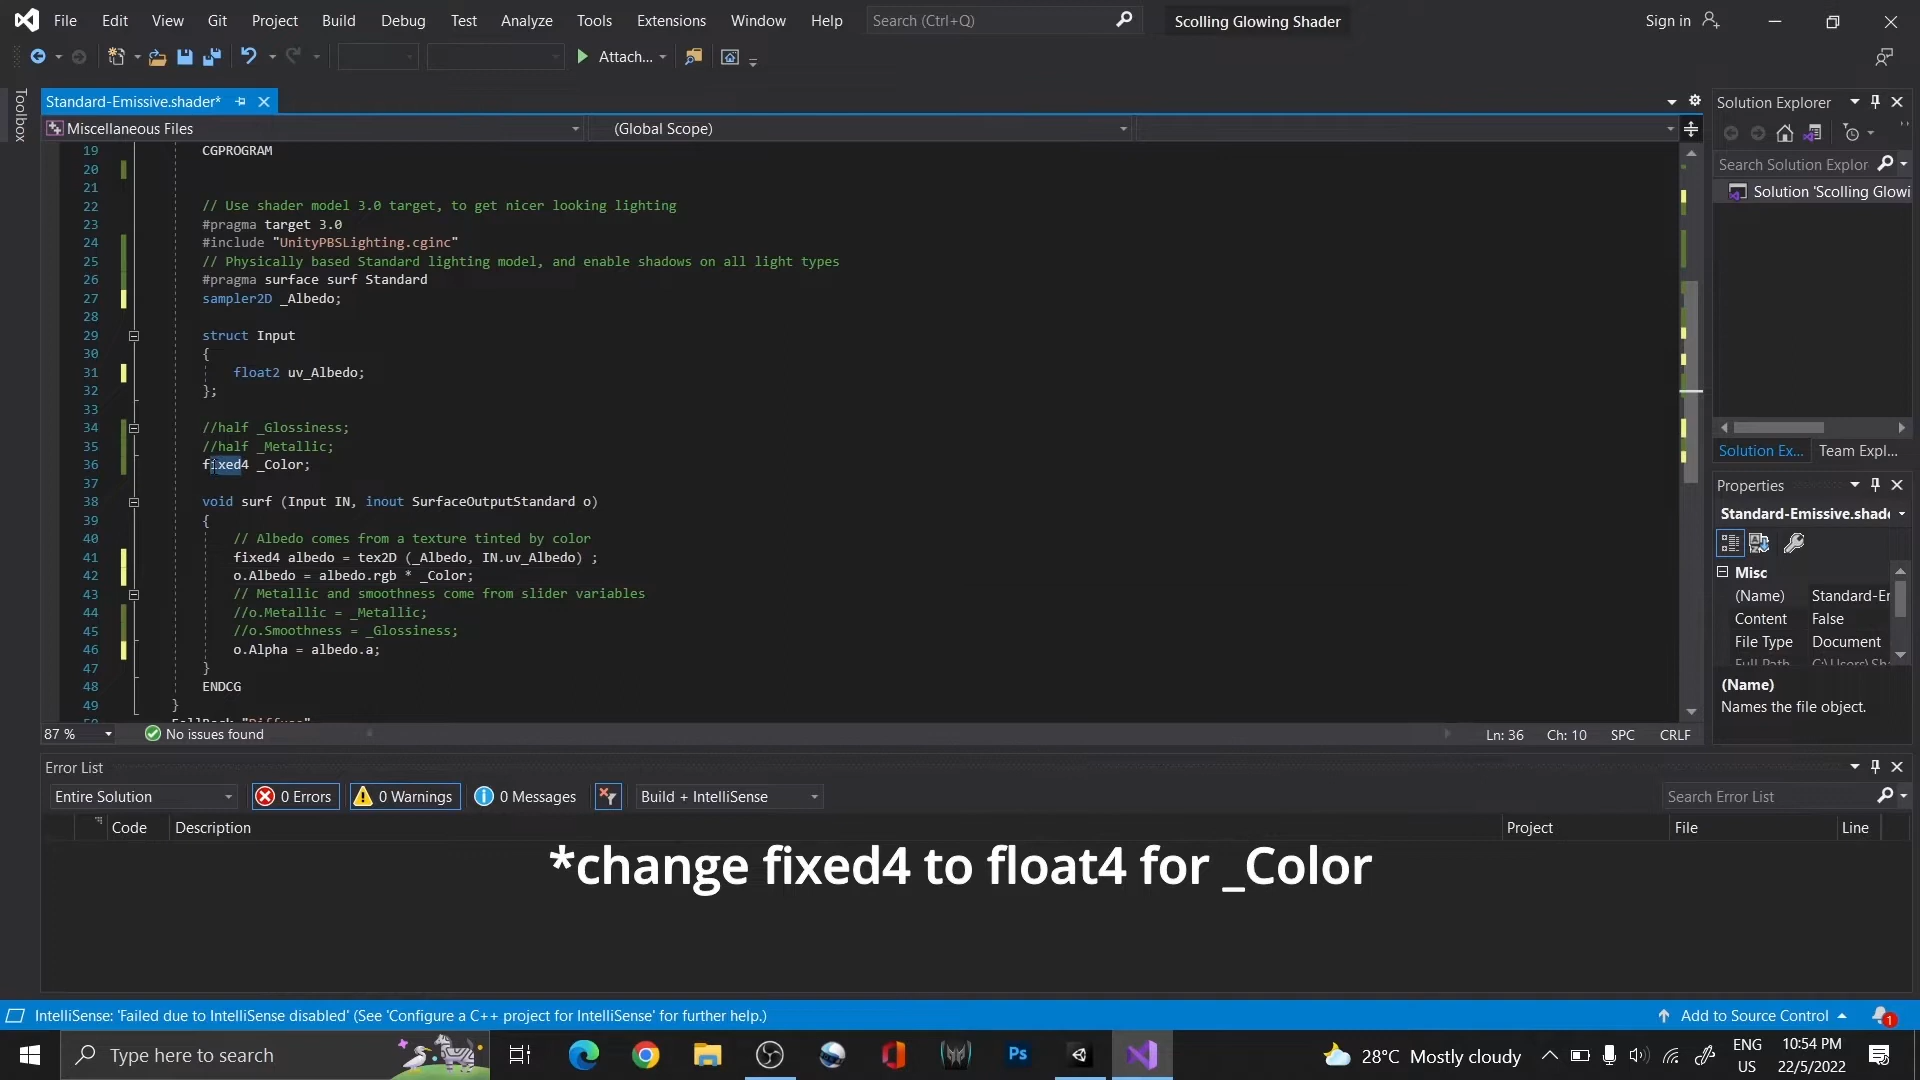 File Edit View Git Project Build Debug Test Analyze Tools Extensions Window Help Search (Ctrl+Q) Scolling Glowing Shader Sign in
Attach...
Toolbox
Standard-Emissive.shader*
Miscellaneous Files (Global Scope)
19 CGPROGRAM
20
21
22 // Use shader model 3.0 target, to get nicer looking lighting
23 #pragma target 3.0
24 #include "UnityPBSLighting.cginc"
25 // Physically based Standard lighting model, and enable shadows on all light types
26 #pragma surface surf Standard
27 sampler2D _Albedo;
28
29 struct Input
30 {
31 float2 uv_Albedo;
32 };
33
34 //half _Glossiness;
35 //half _Metallic;
36 fixed4 _Color;
37
38 void surf (Input IN, inout SurfaceOutputStandard o)
39 {
40 // Albedo comes from a texture tinted by color
41 fixed4 albedo = tex2D (_Albedo, IN.uv_Albedo) ;
42 o.Albedo = albedo.rgb * _Color;
43 // Metallic and smoothness come from slider variables
44 //o.Metallic = _Metallic;
45 //o.Smoothness = _Glossiness;
46 o.Alpha = albedo.a;
47 }
48 ENDCG
49 }
87 % No issues found Ln: 36 Ch: 10 SPC CRLF
Solution Explorer
Search Solution Explor
Solution 'Scolling Glowi
Solution Ex... Team Expl...
Properties
Standard-Emissive.shade
Misc
(Name) Standard-Er
Content False
File Type Document
(Name)
Names the file object.
Error List
Entire Solution 0 Errors 0 Warnings 0 Messages Build + IntelliSense Search Error List
Code Description Project File Line
*change fixed4 to float4 for _Color
IntelliSense: 'Failed due to IntelliSense disabled' (See 'Configure a C++ project for IntelliSense' for further help.) Add to Source Control 1
Type here to search Ps 28°C Mostly cloudy ENG US 10:54 PM 22/5/2022